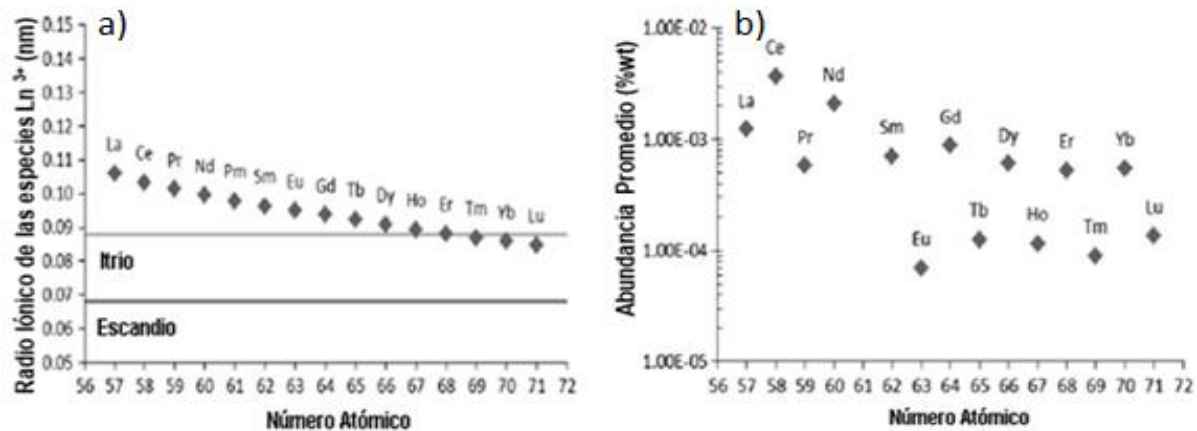 a)
Radio Iónico de las especies Ln 3+ (nm)
0.15
0.14
0.13
0.12
0.11
0.10
0.09
0.08
0.07
0.06
0.05
La Ce Pr Nd Pm Sm Eu Gd Tb Dy Ho Er Tm Yb Lu
Itrio
Escandio
56 57 58 59 60 61 62 63 64 65 66 67 68 69 70 71 72
Número Atómico
b)
Abundancia Promedio (%wt)
1.00E-02
1.00E-03
1.00E-04
1.00E-05
La Ce Pr Nd Sm Eu Gd Tb Dy Ho Er Tm Yb Lu
56 57 58 59 60 61 62 63 64 65 66 67 68 69 70 71 72
Número Atómico